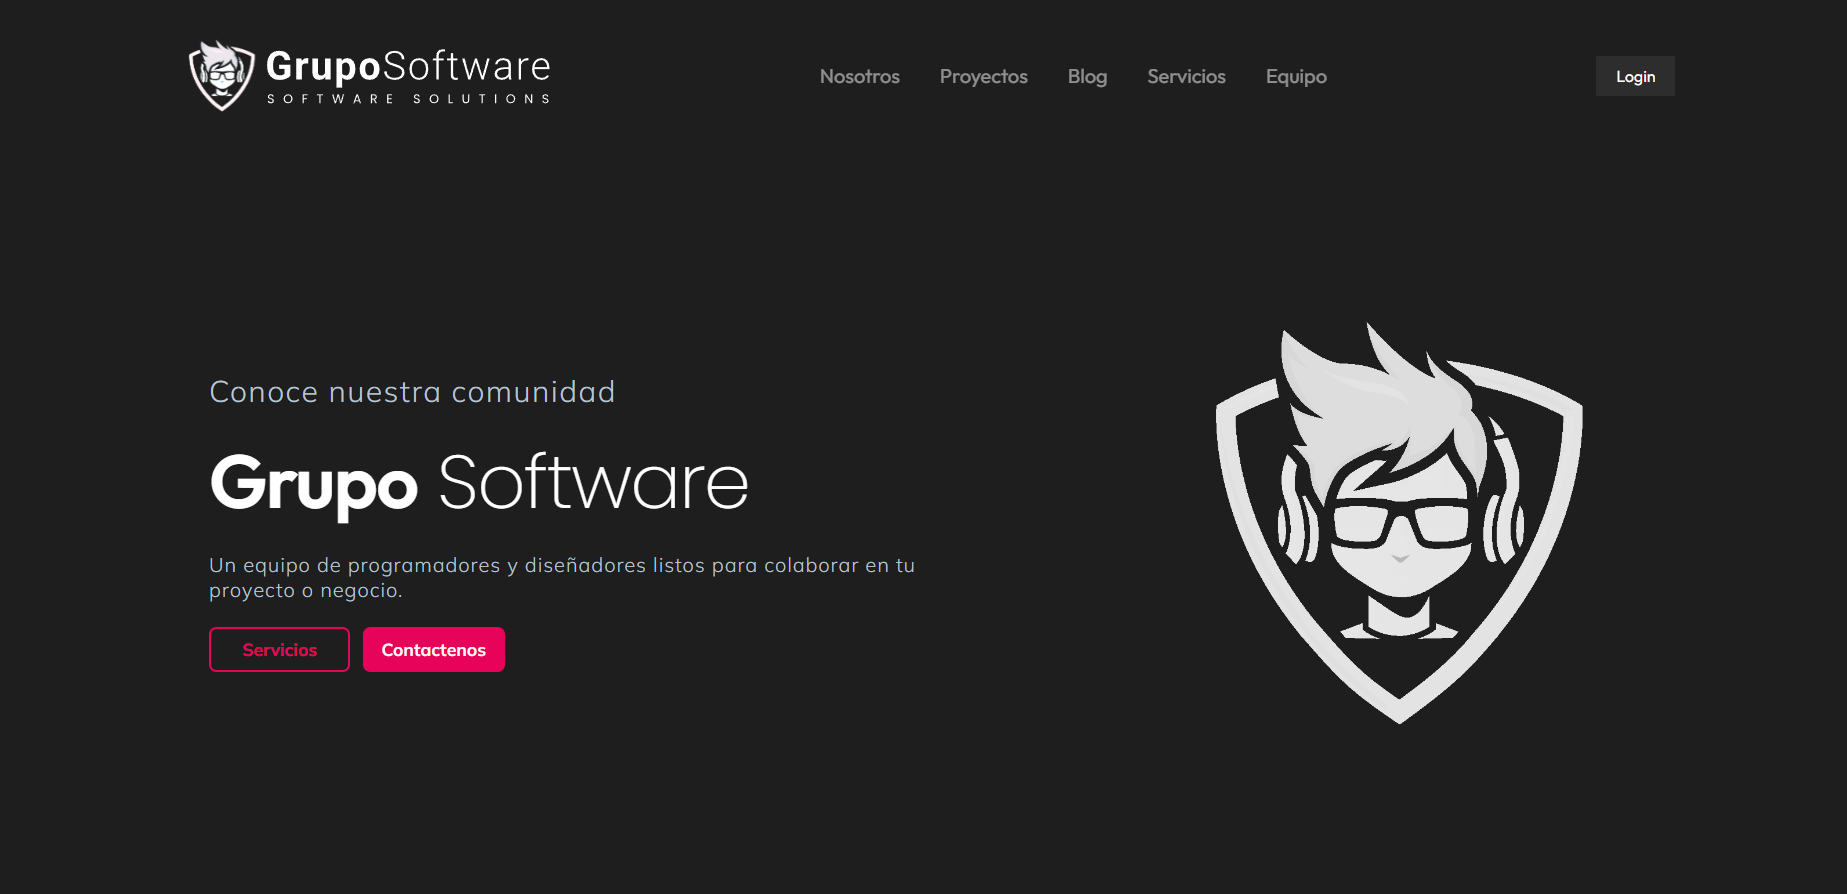 GrupoSoftware
SOFTWARE SOLUTIONS
Nosotros Proyectos Blog Servicios Equipo
Login
Conoce nuestra comunidad
Grupo Software
Un equipo de programadores y diseñadores listos para colaborar en tu
proyecto o negocio.
Servicios Contactenos